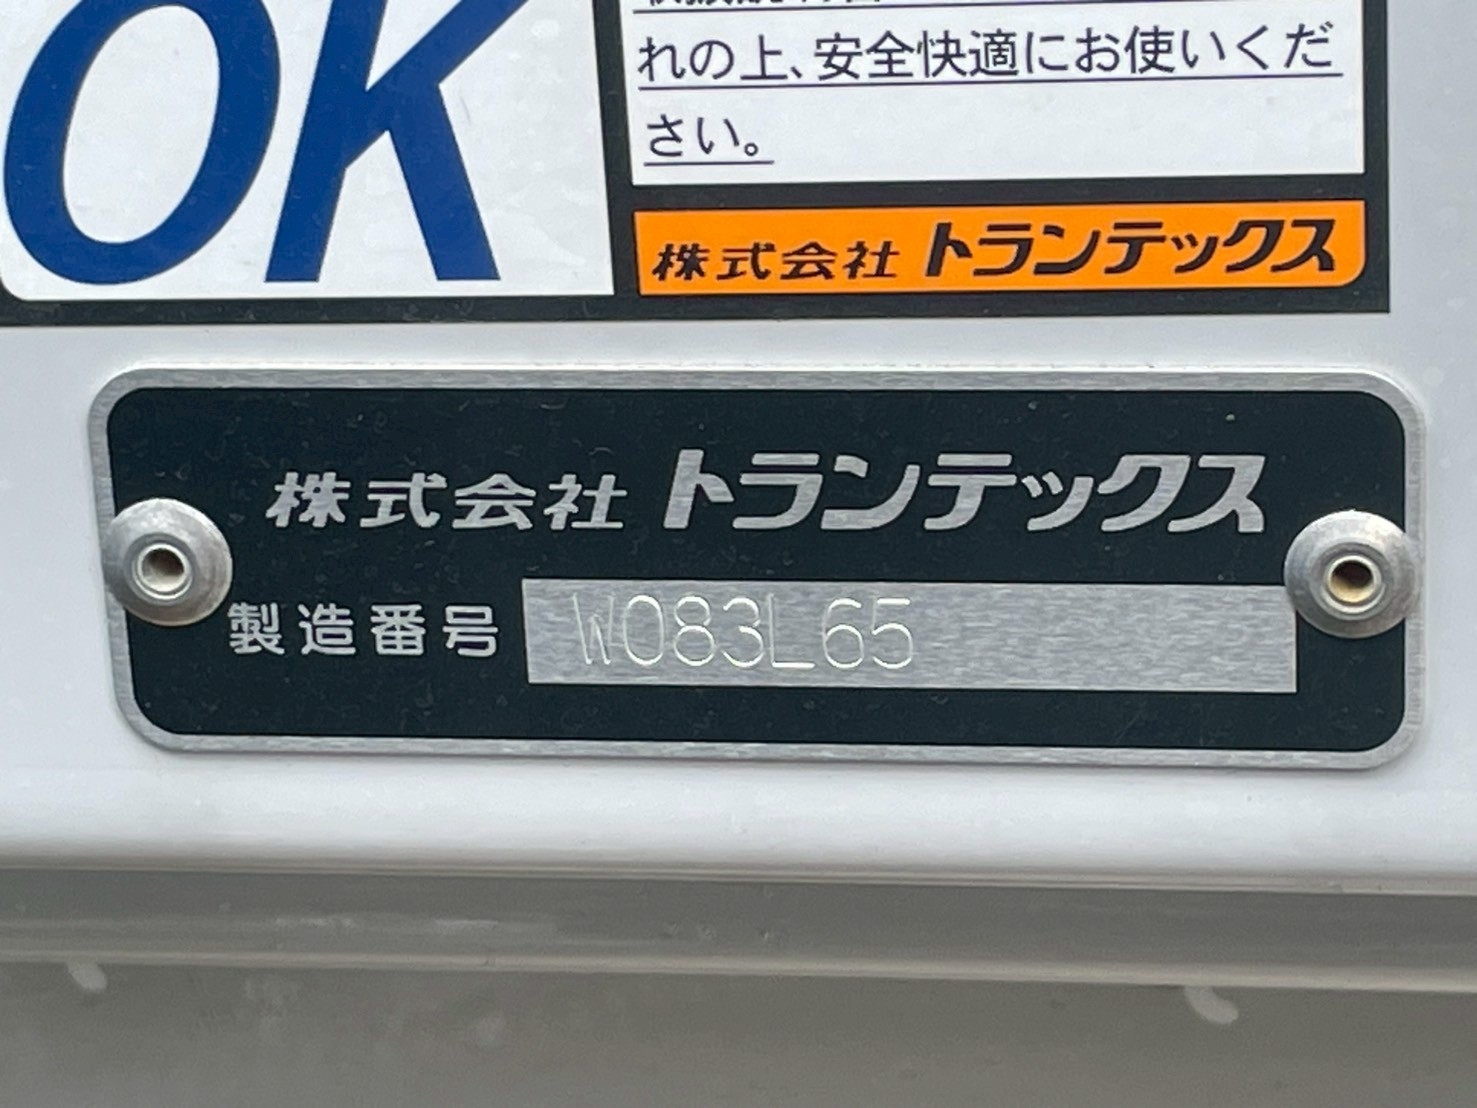 OK
れの上、安全快適にお使いくだ
さい。
株式会社 トランテックス
株式会社 トランテックス
製造番号 W083L65